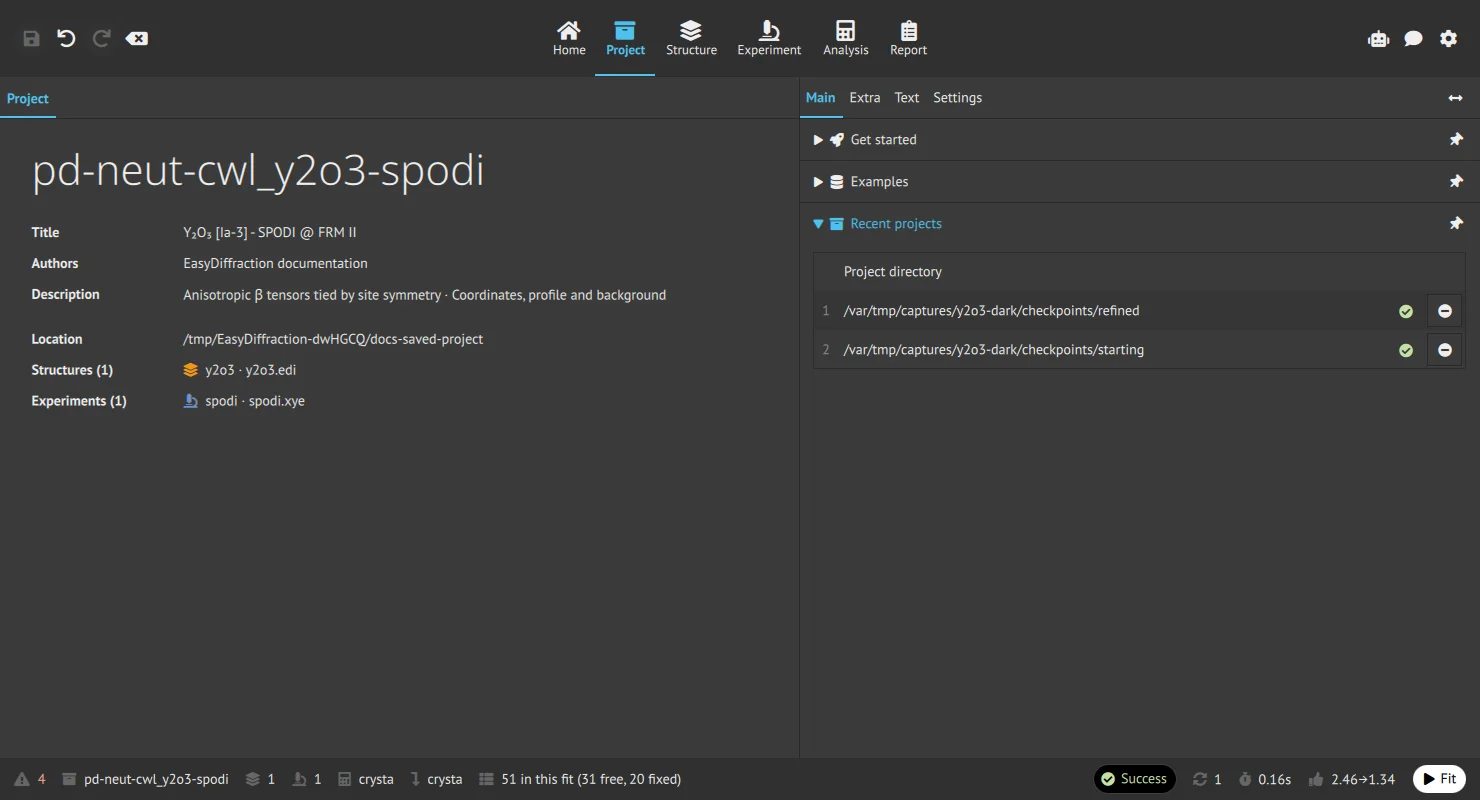 Home
Project
Structure
Experiment
Analysis
Report
Project
Main Extra Text Settings
pd-neut-cwl_y2o3-spodi
Title Y₂O₃ [Ia-3] - SPODI @ FRM II
Authors EasyDiffraction documentation
Description Anisotropic β tensors tied by site symmetry · Coordinates, profile and background
Location /tmp/EasyDiffraction-dwHGCQ/docs-saved-project
Structures (1) y2o3 · y2o3.edi
Experiments (1) spodi · spodi.xye
Get started
Examples
Recent projects
Project directory
1 /var/tmp/captures/y2o3-dark/checkpoints/refined
2 /var/tmp/captures/y2o3-dark/checkpoints/starting
4 pd-neut-cwl_y2o3-spodi 1 1 crysta crysta 51 in this fit (31 free, 20 fixed) Success 1 0.16s 2.46→1.34 Fit